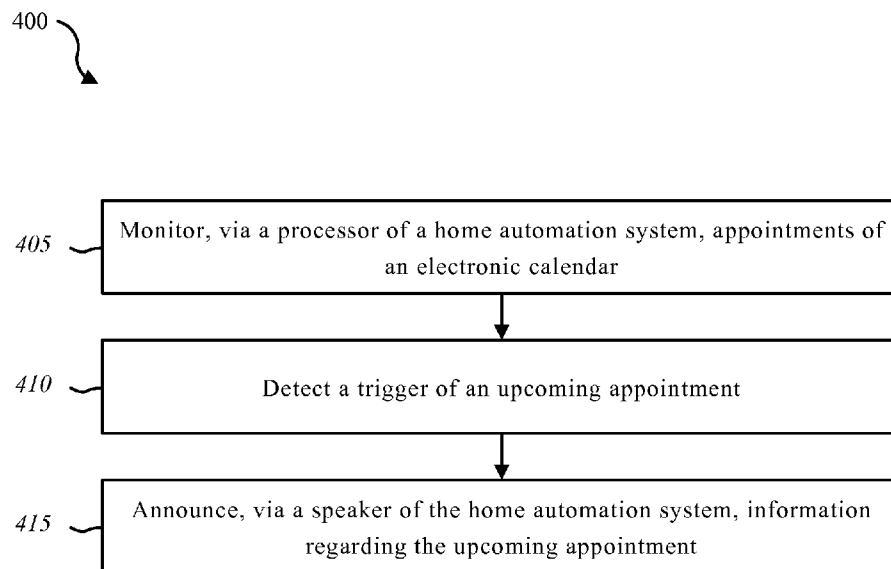 400
405
Monitor, via a processor of a home automation system, appointments of
an electronic calendar
410
Detect a trigger of an upcoming appointment
415
Announce, via a speaker of the home automation system, information
regarding the upcoming appointment